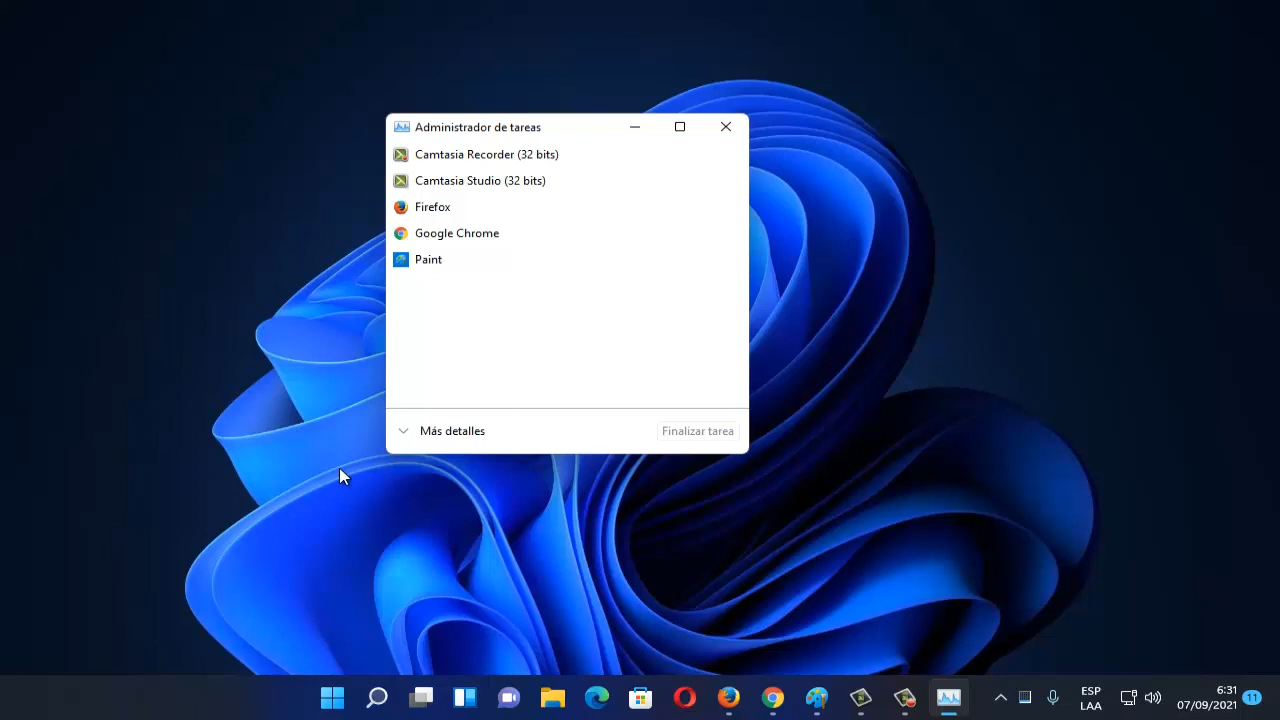 Administrador de tareas
Camtasia Recorder (32 bits)
Camtasia Studio (32 bits)
Firefox
Google Chrome
Paint
Más detalles
Finalizar tarea
ESP
LAA
6:31
07/09/2021
11